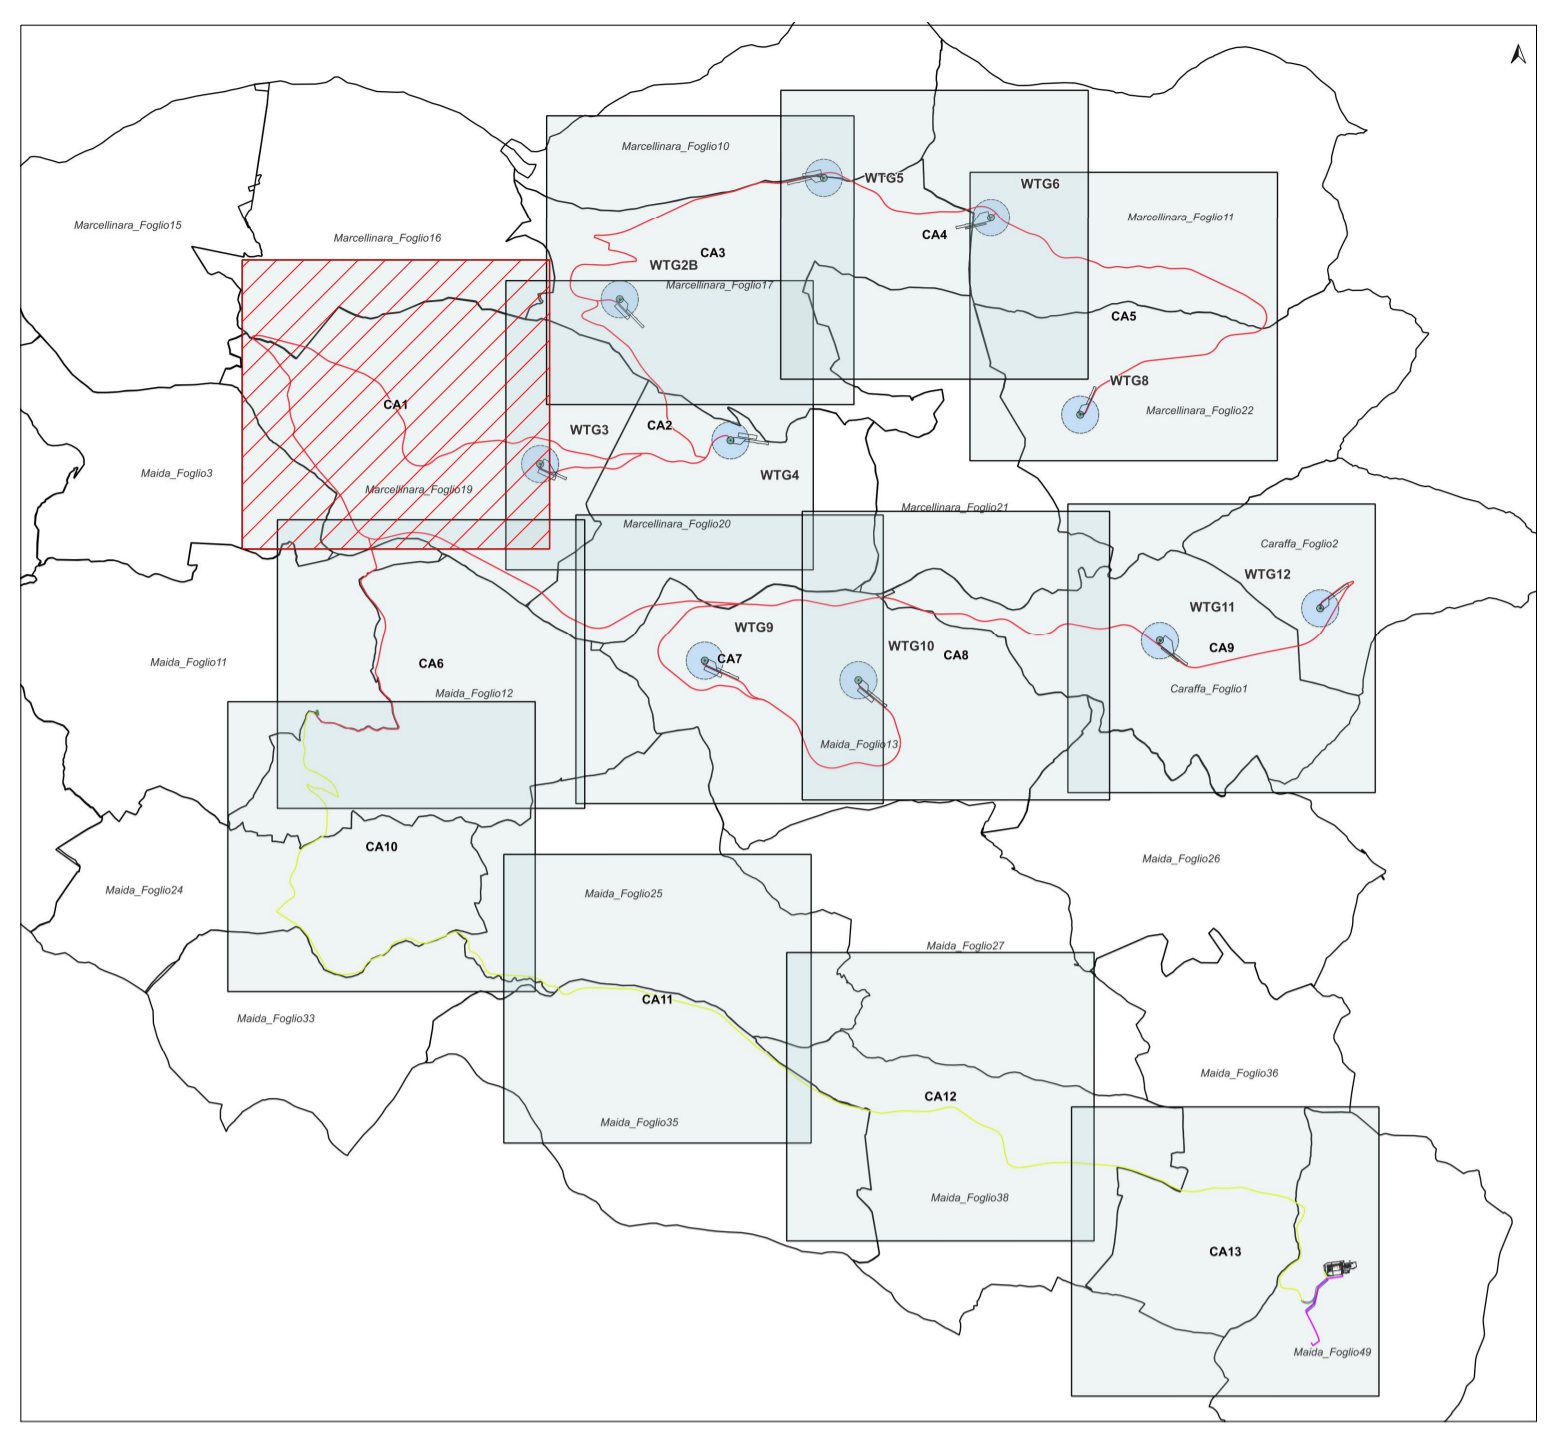 Marcellinara_Foglio10
WTG5
WTG6
Marcellinara_Foglio15
Marcellinara_Foglio11
Marcellinara_Foglio16
CA4
CA3
WTG2B
Marcellinara_Foglio17
CA5
WTG8
CA1
Marcellinara_Foglio22
WTG3
CA2
Maida_Foglio3
WTG4
Marcellinara_Foglio19
Marcellinara_Foglio21
Marcellinara_Foglio20
Caraffa_Foglio2
WTG12
WTG11
WTG9
WTG10
CA9
CA8
CA7
Maida_Foglio11
CA6
Caraffa_Foglio1
Maida_Foglio12
Maida_Foglio13
CA10
Maida_Foglio26
Maida_Foglio24
Maida_Foglio25
Maida_Foglio27
CA11
Maida_Foglio33
Maida_Foglio36
CA12
Maida_Foglio35
Maida_Foglio38
CA13
Maida_Foglio49